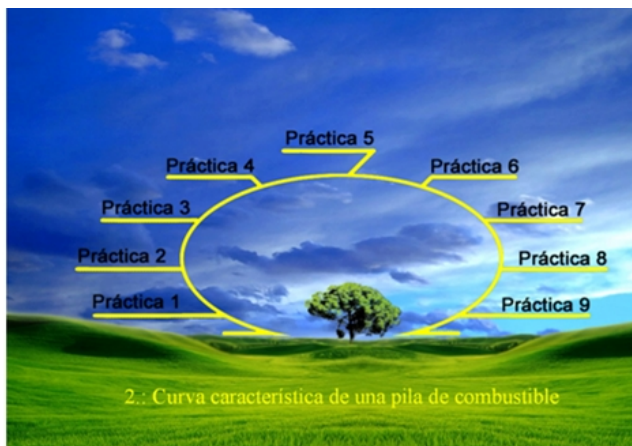 Práctica 5
Práctica 4
Práctica 6
Práctica 3
Práctica 7
Práctica 2
Práctica 8
Práctica 1
Práctica 9
2.: Curva característica de una pila de combustible